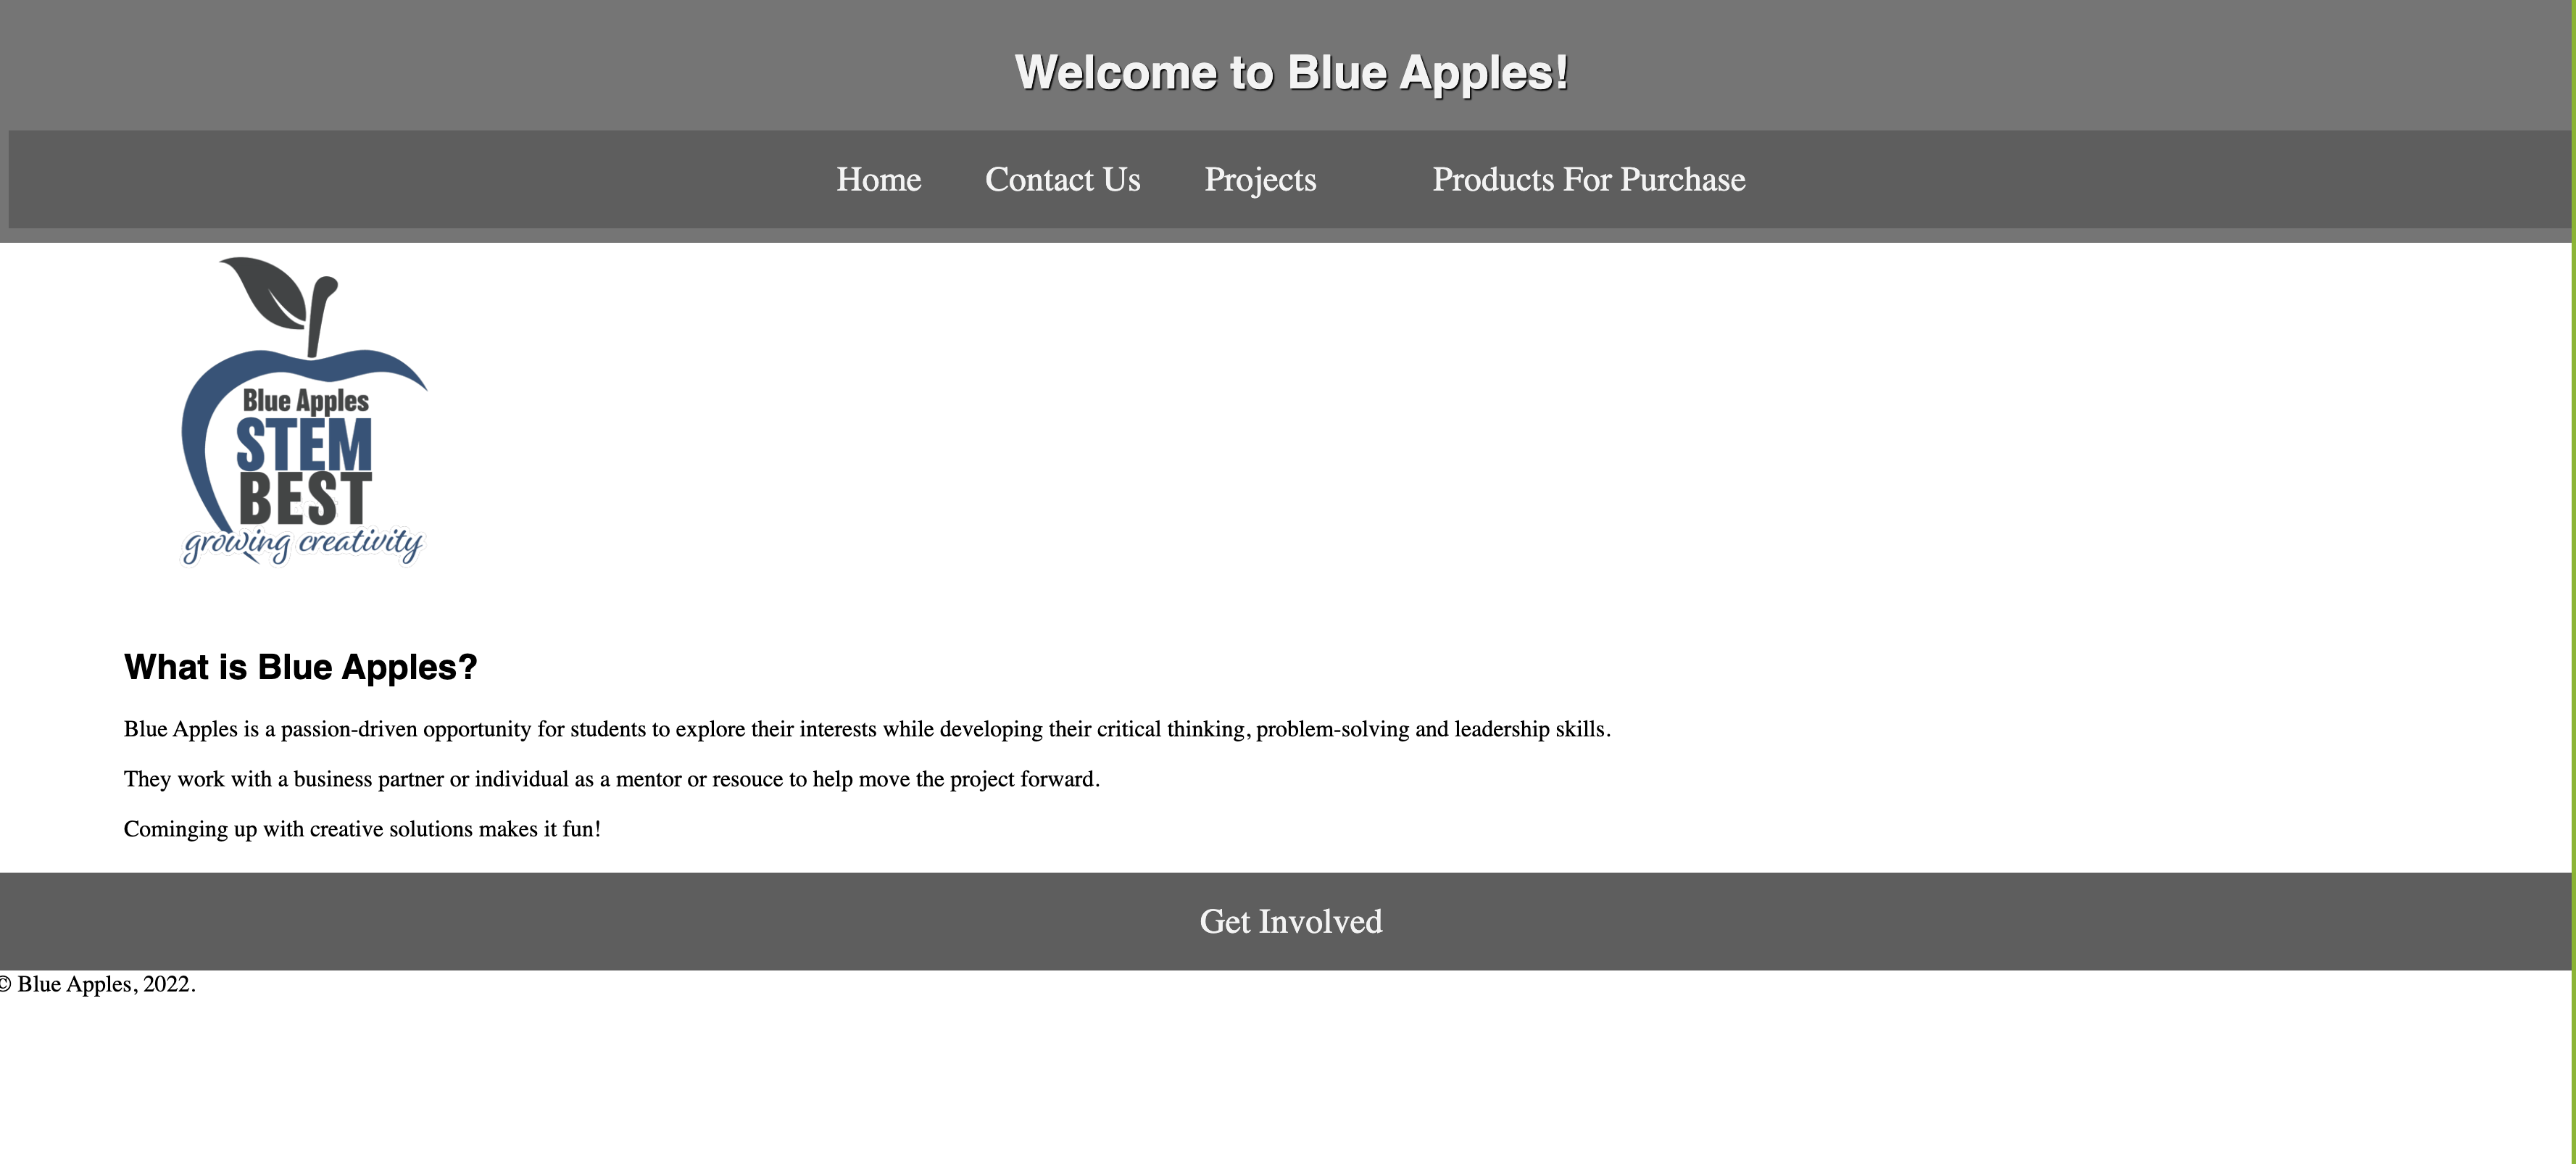 Welcome to Blue Apples!
Home Contact Us Projects Products For Purchase
Blue Apples
STEM
BEST
growing creativity
What is Blue Apples?
Blue Apples is a passion-driven opportunity for students to explore their interests while developing their critical thinking, problem-solving and leadership skills.
They work with a business partner or individual as a mentor or resouce to help move the project forward.
Cominging up with creative solutions makes it fun!
Get Involved
© Blue Apples, 2022.